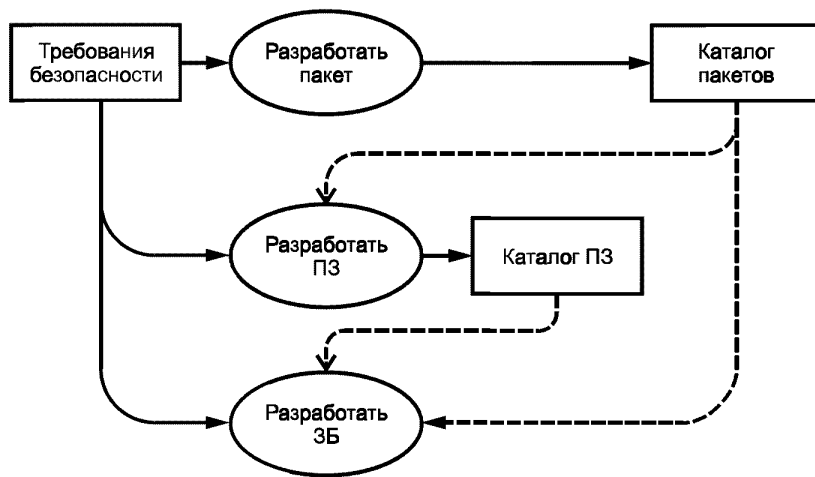 Требования
безопасности
Разработать
пакет
Каталог
пакетов
Разработать
ПЗ
Каталог ПЗ
Разработать
ЗБ